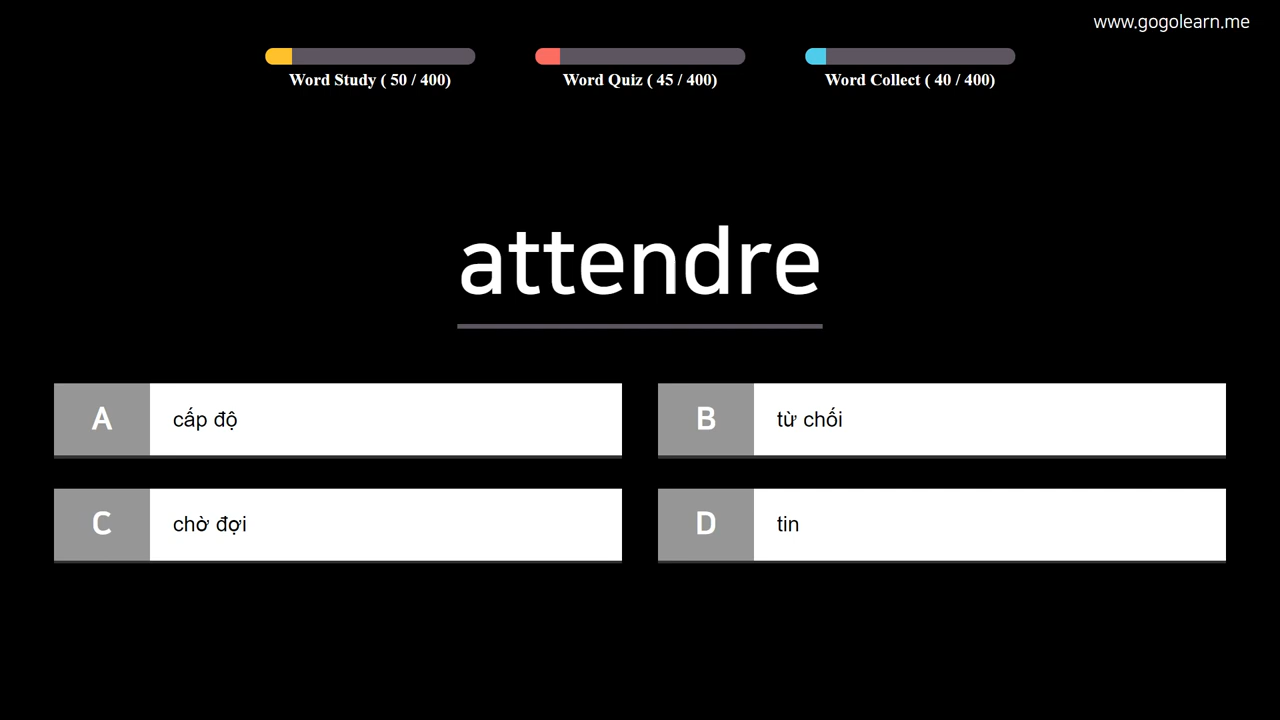 www.gogolearn.me
Word Study ( 50 / 400)
Word Quiz ( 45 / 400)
Word Collect ( 40 / 400)
attendre
A cấp độ
B từ chối
C chờ đợi
D tin